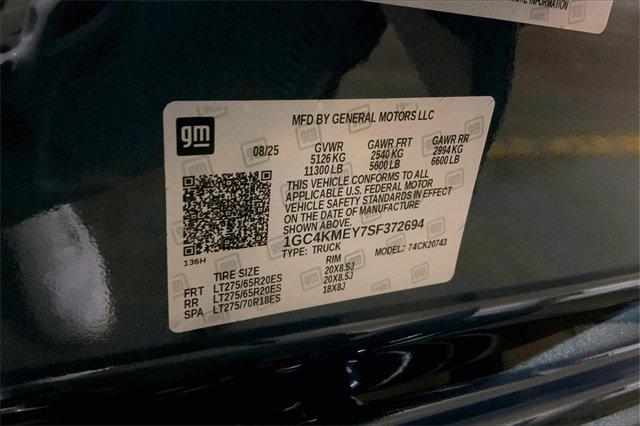 RE INFORMATION
MFD BY GENERAL MOTORS LLC
gm
08/25 GVWR GAWR FRT GAWR RR
5126 KG 2540 KG 2994 KG
11300 LB 5600 LB 6600 LB
THIS VEHICLE CONFORMS TO ALL
APPLICABLE U.S. FEDERAL MOTOR
VEHICLE SAFETY STANDARDS IN EFFECT
ON THE DATE OF MANUFACTURE
SHOWN ABOVE.
1GC4KMEY7SF372694
TYPE: TRUCK MODEL: 74CK20743
136H
TIRE SIZE RIM
FRT LT275/65R20ES 20X8.5J
RR LT275/65R20ES 20X8.5J
SPA LT275/70R18ES 18X8J